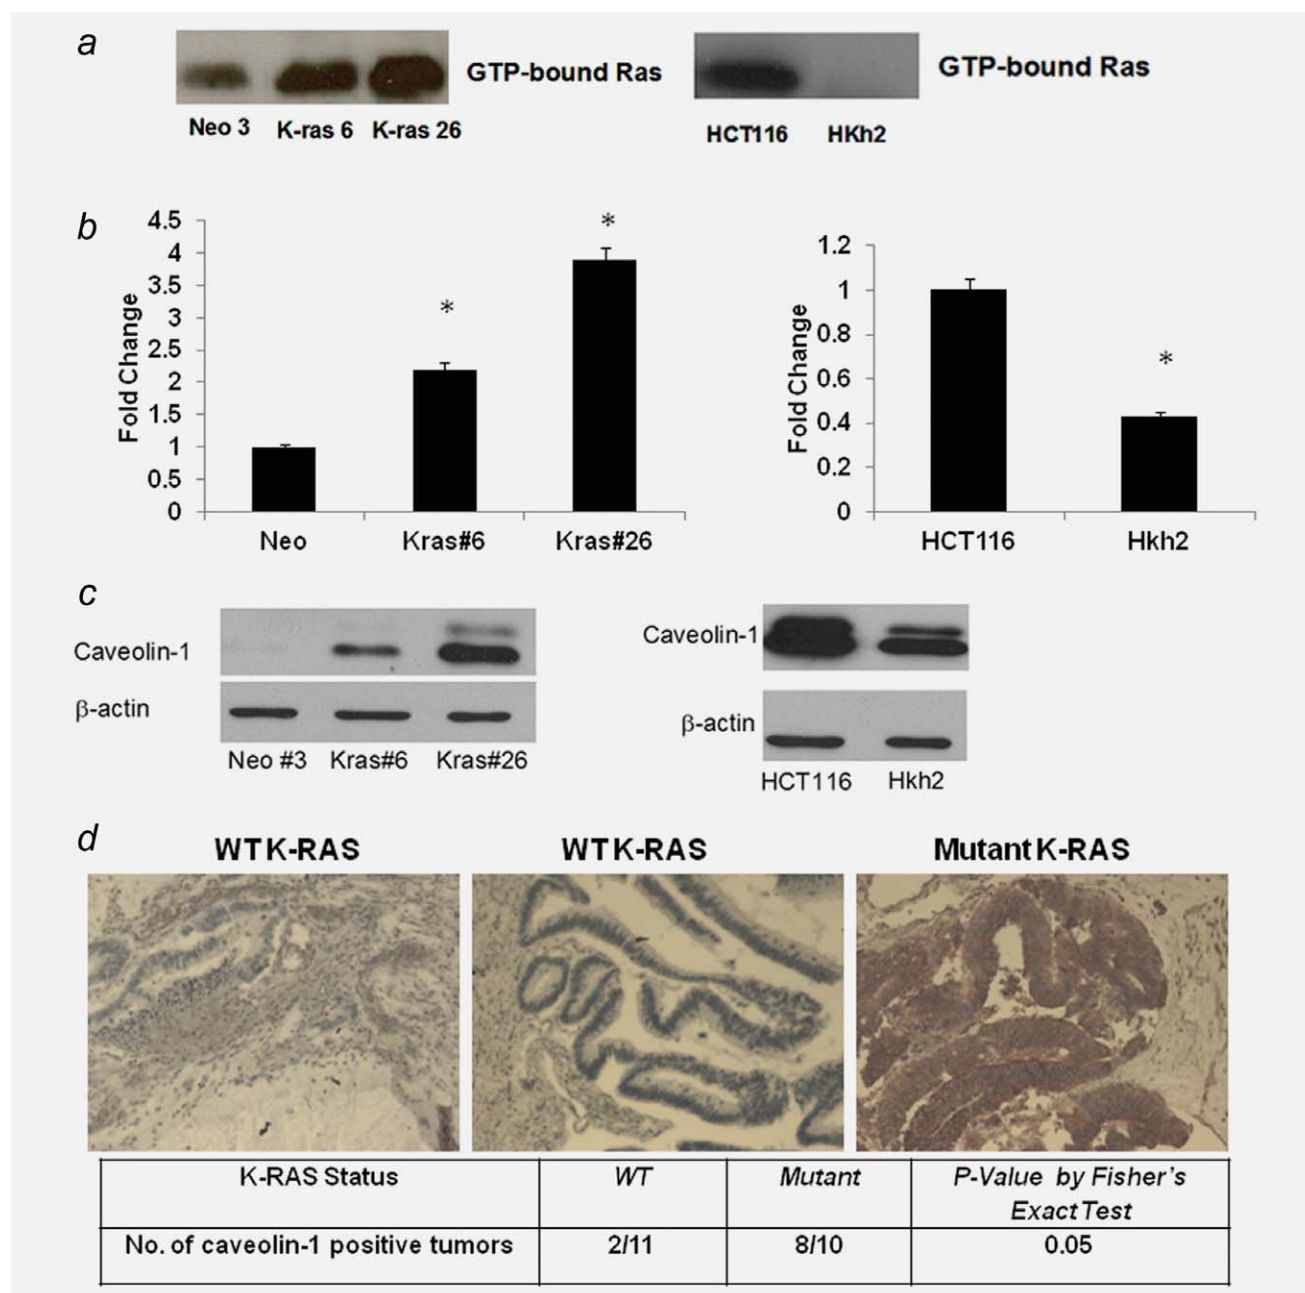 a
GTP-bound Ras
GTP-bound Ras
Neo 3 K-ras 6 K-ras 26
HCT116 HKh2
b
Fold Change
4.5
4
3.5
3
2.5
2
1.5
1
0.5
0
*
*
Neo Kras#6 Kras#26
Fold Change
1.2
1
0.8
0.6
0.4
0.2
0
*
HCT116 Hkh2
c
Caveolin-1
β-actin
Neo #3 Kras#6 Kras#26
Caveolin-1
β-actin
HCT116 Hkh2
d
WT K-RAS WT K-RAS Mutant K-RAS
K-RAS Status WT Mutant P-Value by Fisher's
Exact Test
No. of caveolin-1 positive tumors 2/11 8/10 0.05